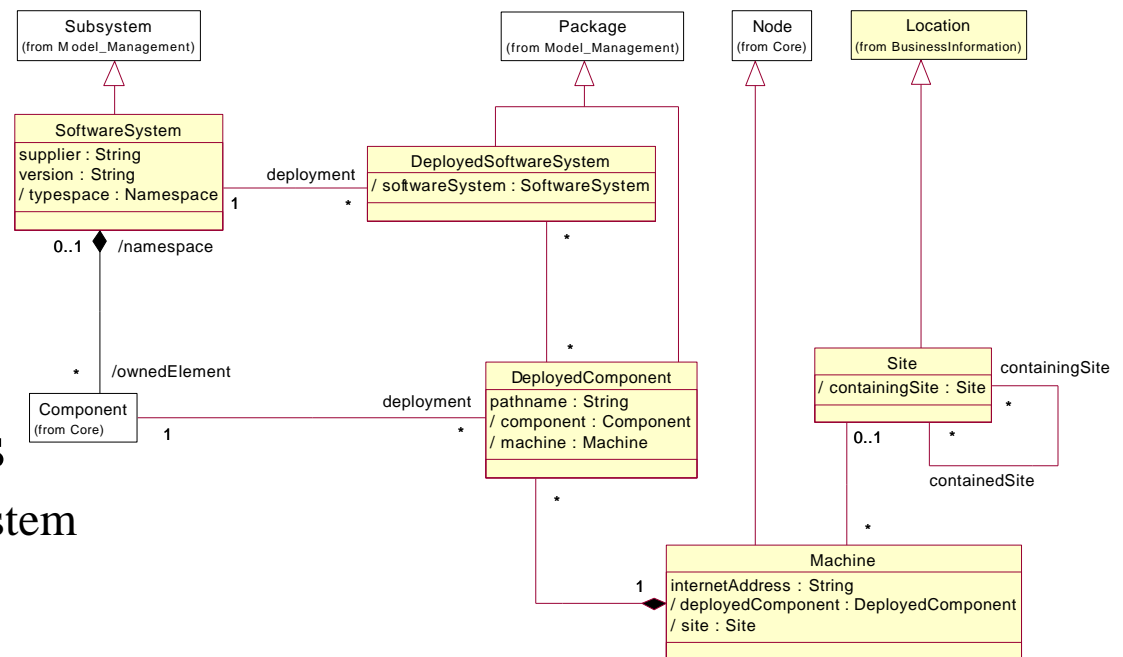 Subsystem
(from Model_Management)
Package
(from Model_Management)
Node
(from Core)
Location
(from BusinessInformation)
SoftwareSystem
supplier : String
version : String
/ typespace : Namespace
deployment
1
*
DeployedSoftwareSystem
/ softwareSystem : SoftwareSystem
0..1
/namespace
*
*
*
/ownedElement
Component
(from Core)
1
deployment
*
DeployedComponent
pathname : String
/ component : Component
/ machine : Machine
Site
/ containingSite : Site
containingSite
*
0..1
*
containedSite
*
*
1
Machine
internetAddress : String
/ deployedComponent : DeployedComponent
/ site : Site